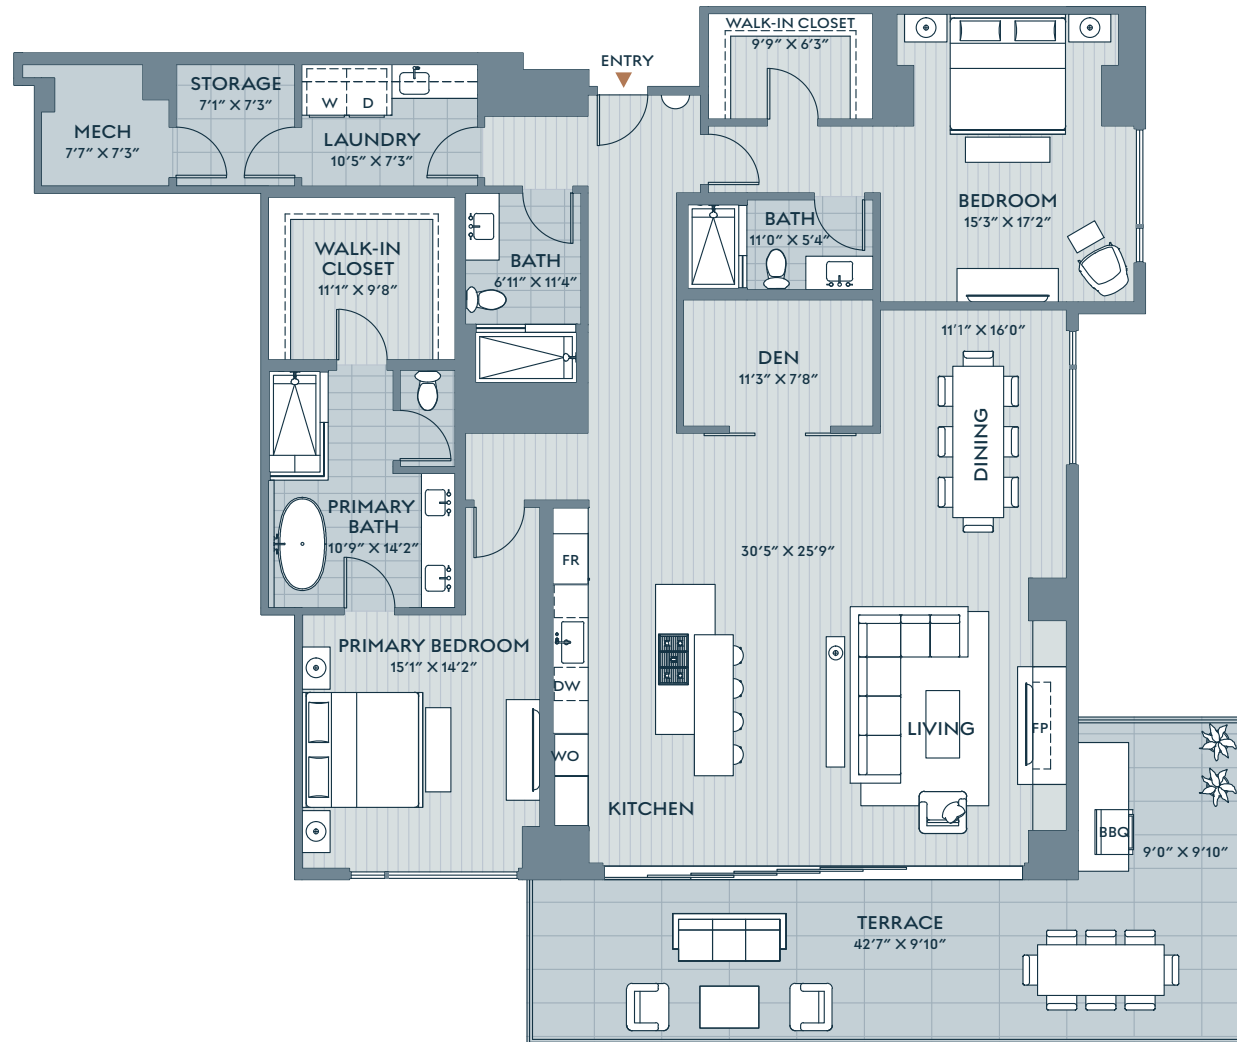 WALK-IN CLOSET
9'9" X 6'3"
ENTRY
STORAGE
7'1" X 7'3"
W
D
MECH
7'7" X 7'3"
LAUNDRY
10'5" X 7'3"
BEDROOM
15'3" X 17'2"
BATH
11'0" X 5'4"
WALK-IN
CLOSET
11'1" X 9'8"
BATH
6'11" X 11'4"
11'1" X 16'0"
DEN
11'3" X 7'8"
DINING
PRIMARY
BATH
10'9" X 14'2"
30'5" X 25'9"
FR
PRIMARY BEDROOM
15'1" X 14'2"
DW
LIVING
FP
WO
KITCHEN
BBQ
9'0" X 9'10"
TERRACE
42'7" X 9'10"